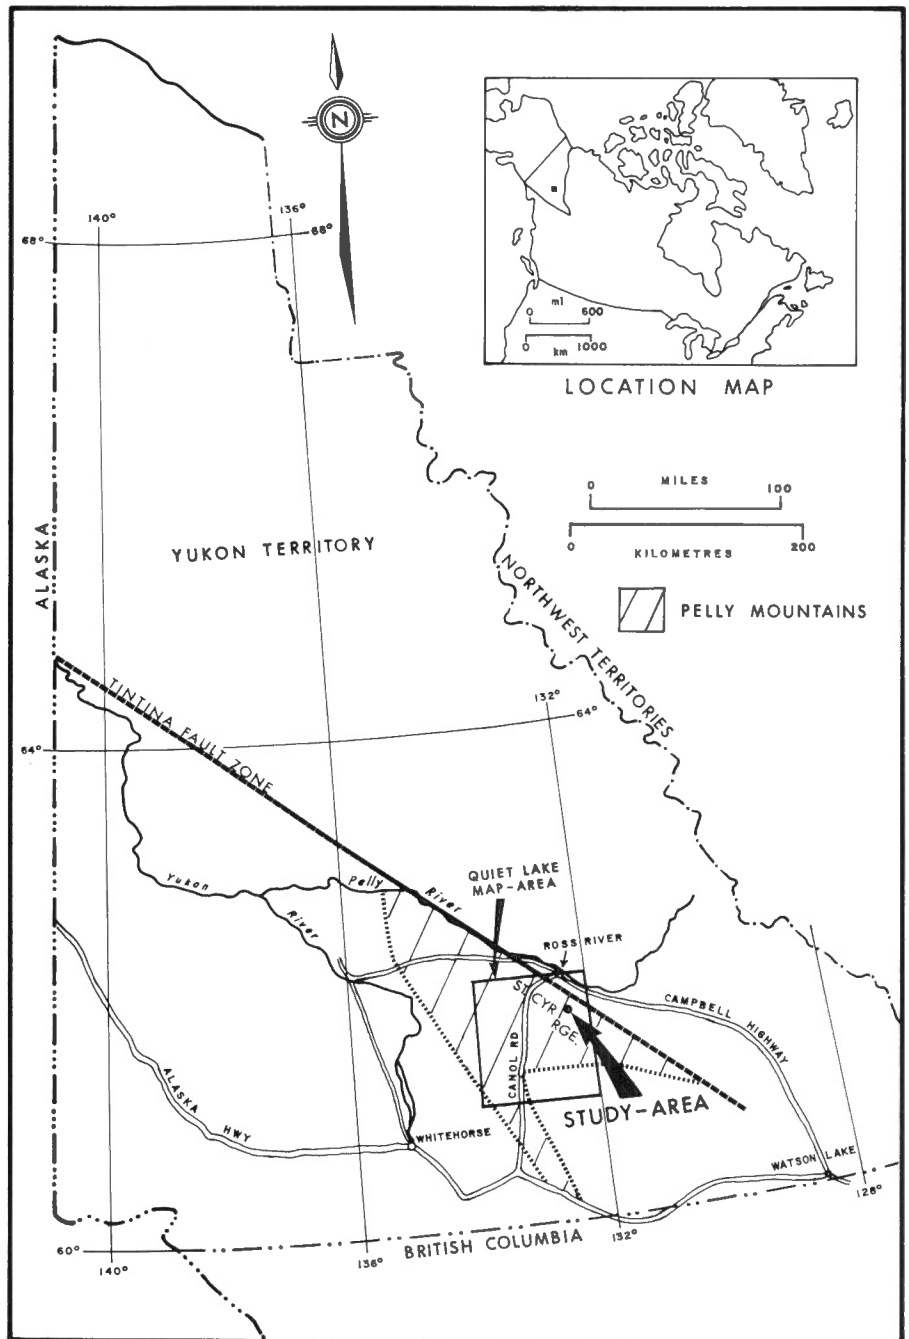 N
140°
136°
68°
68°
ml
0 600
0 1000
km
LOCATION MAP
MILES
0 100
0 200
KILOMETRES
PELLY MOUNTAINS
ALASKA
YUKON TERRITORY
NORTHWEST TERRITORIES
132°
64°
64°
TINTINA FAULT ZONE
QUIET LAKE
MAP-AREA
Yukon
River
Pelly
River
ROSS RIVER
ST. CYR
RGE.
CANOL RD
CAMPBELL HIGHWAY
ALASKA
HWY
STUDY-AREA
WHITEHORSE
WATSON LAKE
128°
BRITISH COLUMBIA
132°
60°
136°
140°